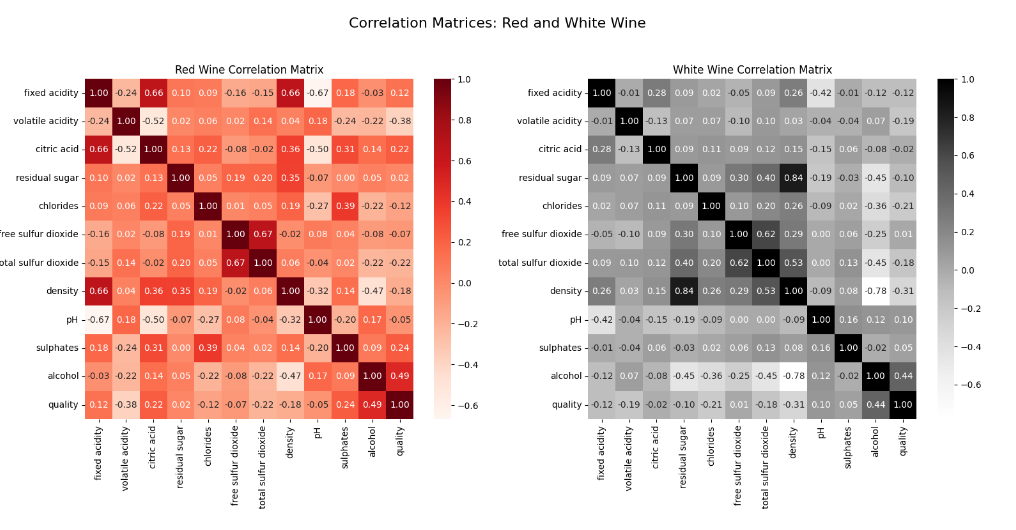 Correlation Matrices: Red and White Wine
Red Wine Correlation Matrix
fixed acidity 1.00 -0.24 0.66 0.10 0.09 -0.16 -0.15 0.66 -0.67 0.18 -0.03 0.12
volatile acidity -0.24 1.00 -0.52 0.02 0.06 0.02 0.14 0.04 0.18 -0.24 -0.22 -0.38
citric acid 0.66 -0.52 1.00 0.13 0.22 -0.08 -0.02 0.36 -0.50 0.31 0.14 0.22
residual sugar 0.10 0.02 0.13 1.00 0.05 0.19 0.20 0.35 -0.07 0.00 0.05 0.02
chlorides 0.09 0.06 0.22 0.05 1.00 0.01 0.05 0.19 -0.27 0.39 -0.22 -0.12
free sulfur dioxide -0.16 0.02 -0.08 0.19 0.01 1.00 0.67 -0.02 0.08 0.04 -0.08 -0.07
otal sulfur dioxide -0.15 0.14 -0.02 0.20 0.05 0.67 1.00 0.06 -0.04 0.02 -0.22 -0.22
density 0.66 0.04 0.36 0.35 0.19 -0.02 0.06 1.00 -0.32 0.14 -0.47 -0.18
pH -0.67 0.18 -0.50 -0.07 -0.27 0.08 -0.04 -0.32 1.00 -0.20 0.17 -0.05
sulphates 0.18 -0.24 0.31 0.00 0.39 0.04 0.02 0.14 -0.20 1.00 0.09 0.24
alcohol -0.03 -0.22 0.14 0.05 -0.22 -0.08 -0.22 -0.47 0.17 0.09 1.00 0.49
quality 0.12 -0.38 0.22 0.02 -0.12 -0.07 -0.22 -0.18 -0.05 0.24 0.49 1.00
fixed acidity
volatile acidity
citric acid
residual sugar
chlorides
free sulfur dioxide
total sulfur dioxide
density
pH
sulphates
alcohol
quality
1.0
0.8
0.6
0.4
0.2
0.0
−0.2
−0.4
−0.6
White Wine Correlation Matrix
fixed acidity 1.00 -0.01 0.28 0.09 0.02 -0.05 0.09 0.26 -0.42 -0.01 -0.12 -0.12
volatile acidity -0.01 1.00 -0.13 0.07 0.07 -0.10 0.10 0.03 -0.04 -0.04 0.07 -0.19
citric acid 0.28 -0.13 1.00 0.09 0.11 0.09 0.12 0.15 -0.15 0.06 -0.08 -0.02
residual sugar 0.09 0.07 0.09 1.00 0.09 0.30 0.40 0.84 -0.19 -0.03 -0.45 -0.10
chlorides 0.02 0.07 0.11 0.09 1.00 0.10 0.20 0.26 -0.09 0.02 -0.36 -0.21
free sulfur dioxide -0.05 -0.10 0.09 0.30 0.10 1.00 0.62 0.29 0.00 0.06 -0.25 0.01
total sulfur dioxide 0.09 0.10 0.12 0.40 0.20 0.62 1.00 0.53 0.00 0.13 -0.45 -0.18
density 0.26 0.03 0.15 0.84 0.26 0.29 0.53 1.00 -0.09 0.08 -0.78 -0.31
pH -0.42 -0.04 -0.15 -0.19 -0.09 0.00 0.00 -0.09 1.00 0.16 0.12 0.10
sulphates -0.01 -0.04 0.06 -0.03 0.02 0.06 0.13 0.08 0.16 1.00 -0.02 0.05
alcohol -0.12 0.07 -0.08 -0.45 -0.36 -0.25 -0.45 -0.78 0.12 -0.02 1.00 0.44
quality -0.12 -0.19 -0.02 -0.10 -0.21 0.01 -0.18 -0.31 0.10 0.05 0.44 1.00
fixed acidity
volatile acidity
citric acid
residual sugar
chlorides
free sulfur dioxide
total sulfur dioxide
density
pH
sulphates
alcohol
quality
1.0
0.8
0.6
0.4
0.2
0.0
−0.2
−0.4
−0.6